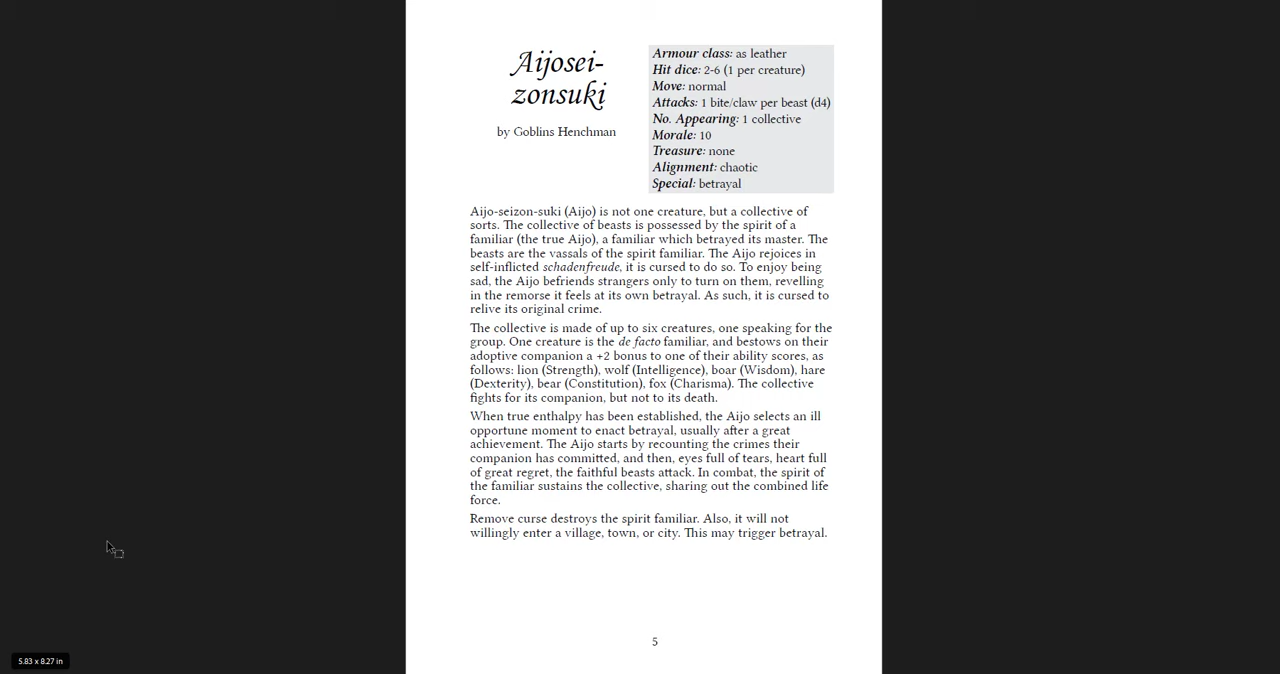 Aijosei-
zonsuki
by Goblins Henchman
Armour class: as leather
Hit dice: 2-6 (1 per creature)
Move: normal
Attacks: 1 bite/claw per beast (d4)
No. Appearing: 1 collective
Morale: 10
Treasure: none
Alignment: chaotic
Special: betrayal
Aijo-seizon-suki (Aijo) is not one creature, but a collective of
sorts. The collective of beasts is possessed by the spirit of a
familiar (the true Aijo), a familiar which betrayed its master. The
beasts are the vassals of the spirit familiar. The Aijo rejoices in
self-inflicted schadenfreude, it is cursed to do so. To enjoy being
sad, the Aijo befriends strangers only to turn on them, revelling
in the remorse it feels at its own betrayal. As such, it is cursed to
relive its original crime.
The collective is made of up to six creatures, one speaking for the
group. One creature is the de facto familiar, and bestows on their
adoptive companion a +2 bonus to one of their ability scores, as
follows: lion (Strength), wolf (Intelligence), boar (Wisdom), hare
(Dexterity), bear (Constitution), fox (Charisma). The collective
fights for its companion, but not to its death.
When true enthalpy has been established, the Aijo selects an ill
opportune moment to enact betrayal, usually after a great
achievement. The Aijo starts by recounting the crimes their
companion has committed, and then, eyes full of tears, heart full
of great regret, the faithful beasts attack. In combat, the spirit of
the familiar sustains the collective, sharing out the combined life
force.
Remove curse destroys the spirit familiar. Also, it will not
willingly enter a village, town, or city. This may trigger betrayal.
5
5.83 x 8.27 in